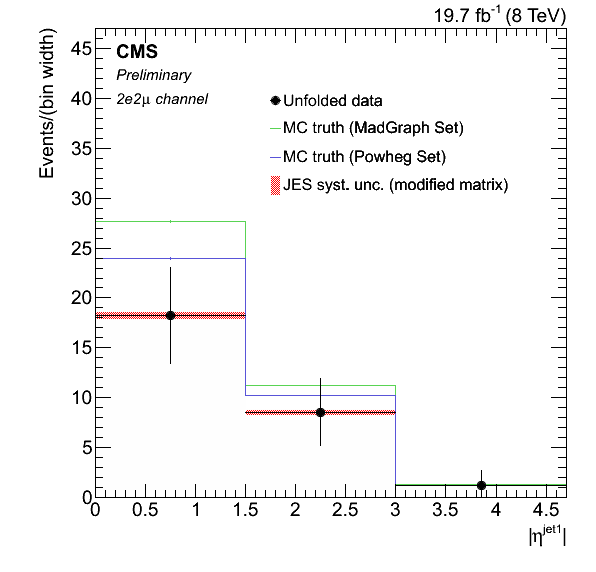 19.7 fb⁻¹ (8 TeV)
Events/(bin width)
CMS
Preliminary
2e2μ channel
Unfolded data
MC truth (MadGraph Set)
MC truth (Powheg Set)
JES syst. unc. (modified matrix)
45
40
35
30
25
20
15
10
5
0
0 0.5 1 1.5 2 2.5 3 3.5 4 4.5
|η^jet1|